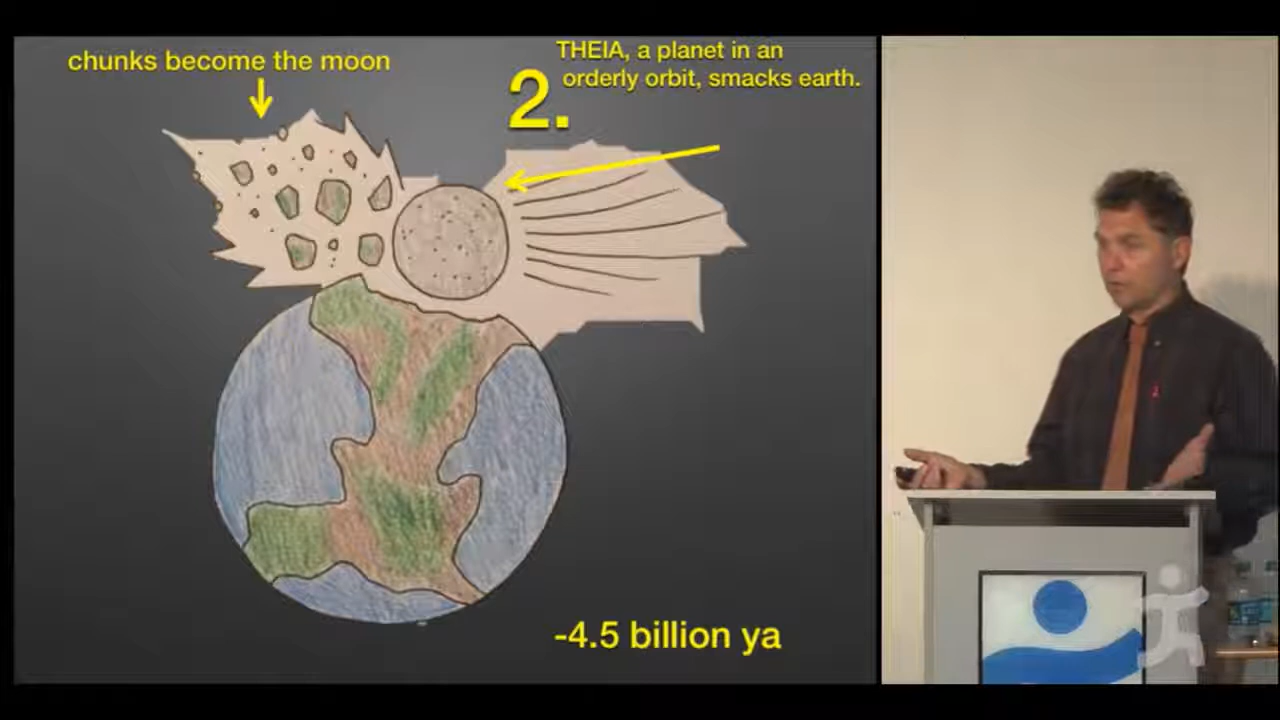 chunks become the moon
THEIA, a planet in an
orderly orbit, smacks earth.
2.
-4.5 billion ya